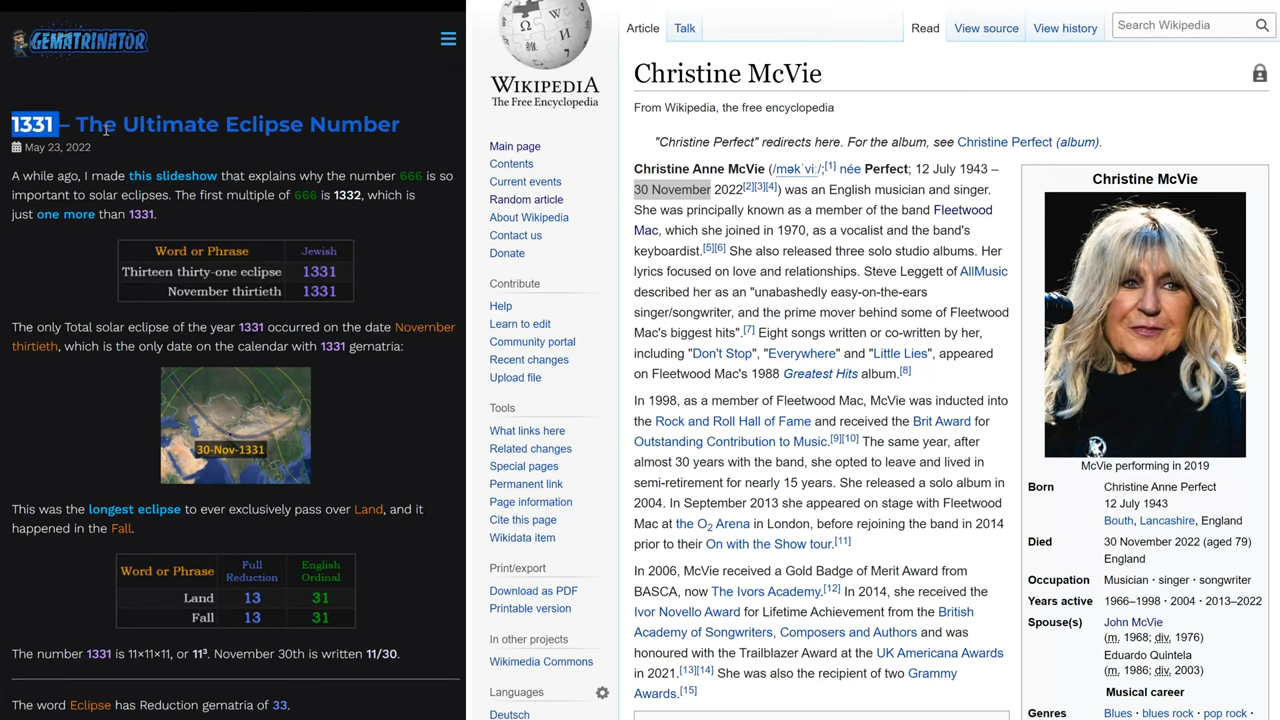 GEMATRINATOR
1331 – The Ultimate Eclipse Number
May 23, 2022
A while ago, I made this slideshow that explains why the number 666 is so
important to solar eclipses. The first multiple of 666 is 1332, which is
just one more than 1331.
Word or Phrase Jewish
Thirteen thirty-one eclipse 1331
November thirtieth 1331
The only Total solar eclipse of the year 1331 occurred on the date November
thirtieth, which is the only date on the calendar with 1331 gematria:
30-Nov-1331
This was the longest eclipse to ever exclusively pass over Land, and it
happened in the Fall.
Word or Phrase Full Reduction English Ordinal
Land 13 31
Fall 13 31
The number 1331 is 11×11×11, or 11³. November 30th is written 11/30.
The word Eclipse has Reduction gematria of 33.
WIKIPEDIA
The Free Encyclopedia
Main page
Contents
Current events
Random article
About Wikipedia
Contact us
Donate
Contribute
Help
Learn to edit
Community portal
Recent changes
Upload file
Tools
What links here
Related changes
Special pages
Permanent link
Page information
Cite this page
Wikidata item
Print/export
Download as PDF
Printable version
In other projects
Wikimedia Commons
Languages
Deutsch
Article Talk Read View source View history Search Wikipedia
Christine McVie
From Wikipedia, the free encyclopedia
"Christine Perfect" redirects here. For the album, see Christine Perfect (album).
Christine Anne McVie (/məkˈviː/;[1] née Perfect; 12 July 1943 –
30 November 2022[2][3][4]) was an English musician and singer.
She was principally known as a member of the band Fleetwood
Mac, which she joined in 1970, as a vocalist and the band's
keyboardist.[5][6] She also released three solo studio albums. Her
lyrics focused on love and relationships. Steve Leggett of AllMusic
described her as an "unabashedly easy-on-the-ears
singer/songwriter, and the prime mover behind some of Fleetwood
Mac's biggest hits".[7] Eight songs written or co-written by her,
including "Don't Stop", "Everywhere" and "Little Lies", appeared
on Fleetwood Mac's 1988 Greatest Hits album.[8]
In 1998, as a member of Fleetwood Mac, McVie was inducted into
the Rock and Roll Hall of Fame and received the Brit Award for
Outstanding Contribution to Music.[9][10] The same year, after
almost 30 years with the band, she opted to leave and lived in
semi-retirement for nearly 15 years. She released a solo album in
2004. In September 2013 she appeared on stage with Fleetwood
Mac at the O2 Arena in London, before rejoining the band in 2014
prior to their On with the Show tour.[11]
In 2006, McVie received a Gold Badge of Merit Award from
BASCA, now The Ivors Academy.[12] In 2014, she received the
Ivor Novello Award for Lifetime Achievement from the British
Academy of Songwriters, Composers and Authors and was
honoured with the Trailblazer Award at the UK Americana Awards
in 2021.[13][14] She was also the recipient of two Grammy
Awards.[15]
Christine McVie
McVie performing in 2019
Born Christine Anne Perfect
12 July 1943
Bouth, Lancashire, England
Died 30 November 2022 (aged 79)
England
Occupation Musician · singer · songwriter
Years active 1966–1998 · 2004 · 2013–2022
Spouse(s) John McVie
(m. 1968; div. 1976)
Eduardo Quintela
(m. 1986; div. 2003)
Musical career
Genres Blues · blues rock · pop rock ·